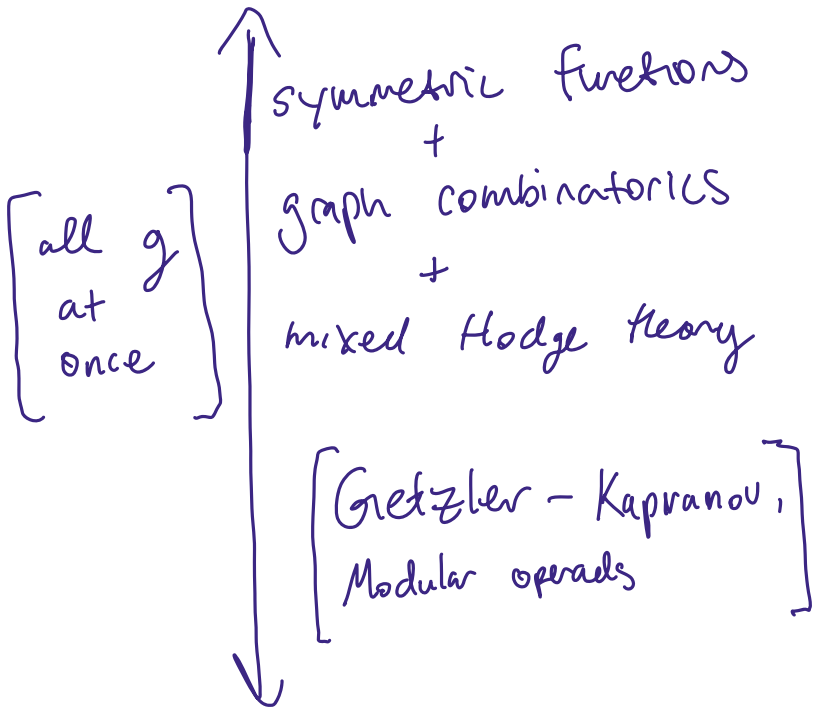 symmetric functions
+
graph combinatorics
+
mixed Hodge theory
[all g
at
once]
[Getzler - Kapranov,
Modular operads]